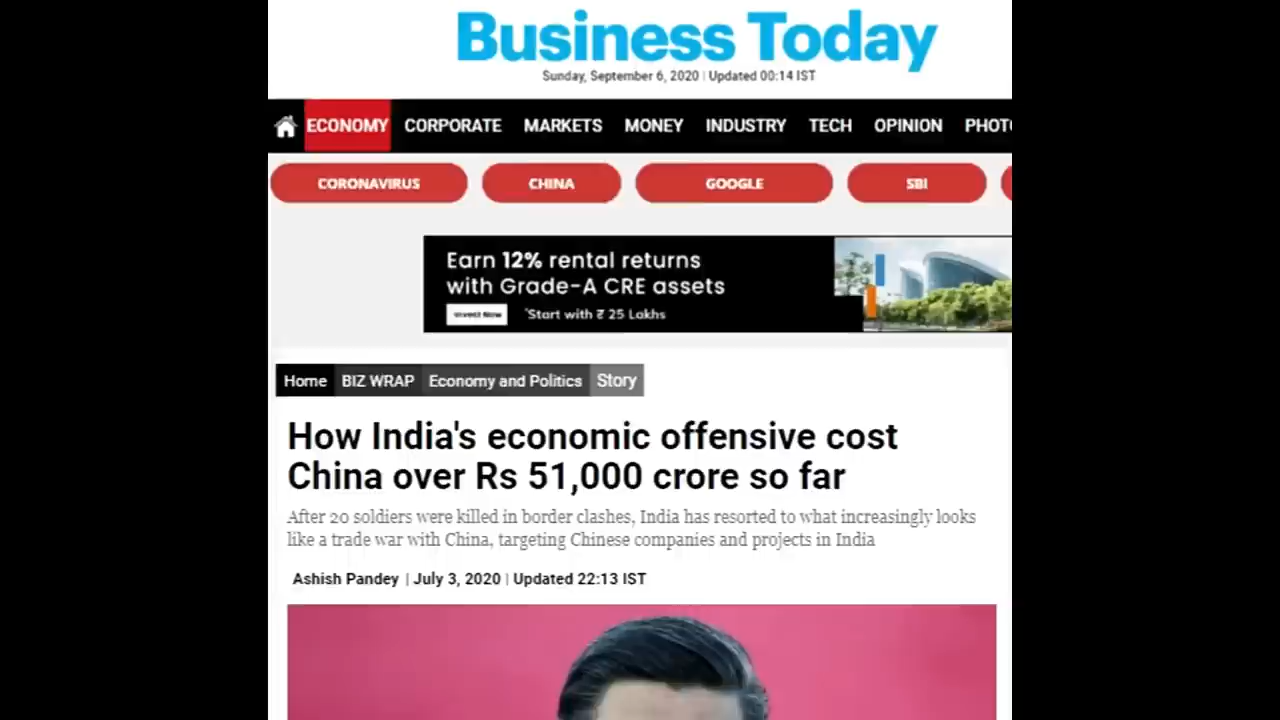 Business Today
Sunday, September 6, 2020 | Updated 00:14 IST
ECONOMY CORPORATE MARKETS MONEY INDUSTRY TECH OPINION PHOTO
CORONAVIRUS CHINA GOOGLE SBI
Earn 12% rental returns
with Grade-A CRE assets
Invest Now *Start with ₹ 25 Lakhs
Home BIZ WRAP Economy and Politics Story
How India's economic offensive cost
China over Rs 51,000 crore so far
After 20 soldiers were killed in border clashes, India has resorted to what increasingly looks
like a trade war with China, targeting Chinese companies and projects in India
Ashish Pandey | July 3, 2020 | Updated 22:13 IST